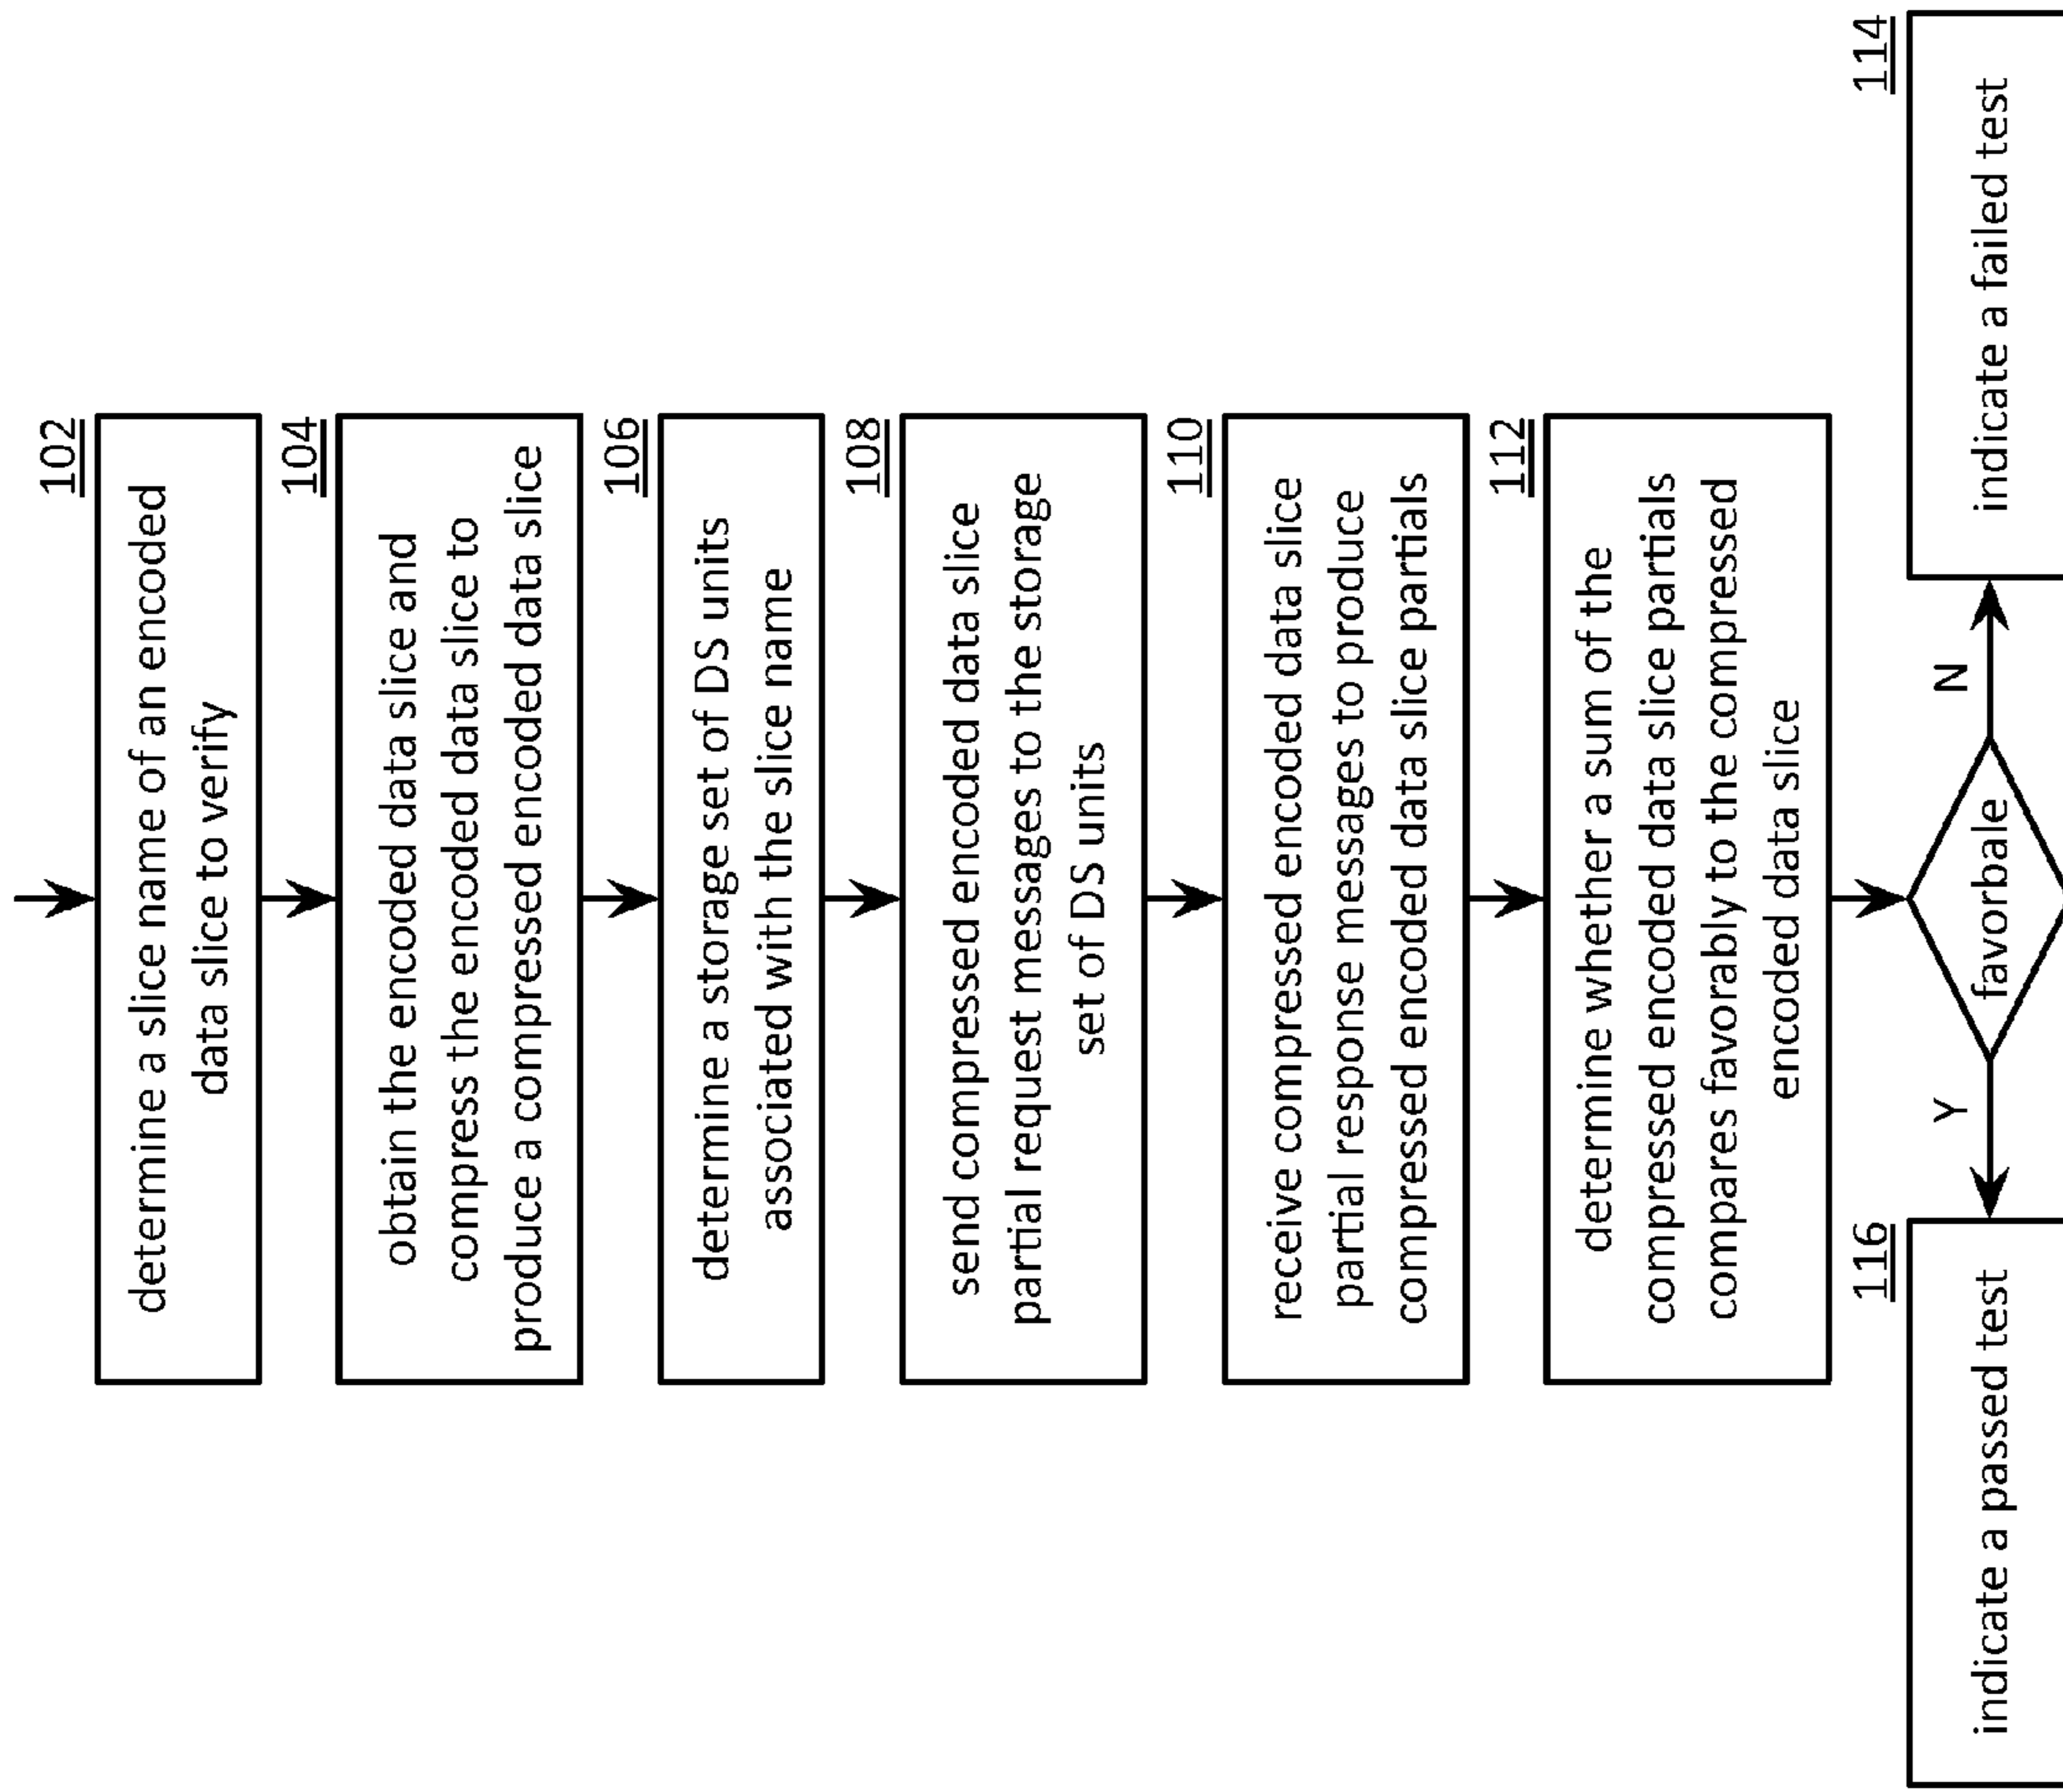 102
determine a slice name of an encoded
data slice to verify
104
obtain the encoded data slice and
compress the encoded data slice to
produce a compressed encoded data slice
106
determine a storage set of DS units
associated with the slice name
108
send compressed encoded data slice
partial request messages to the storage
set of DS units
110
receive compressed encoded data slice
partial response messages to produce
compressed encoded data slice partials
112
determine whether a sum of the
compressed encoded data slice partials
compares favorably to the compressed
encoded data slice
116
indicate a passed test
Y
favorbale
N
114
indicate a failed test